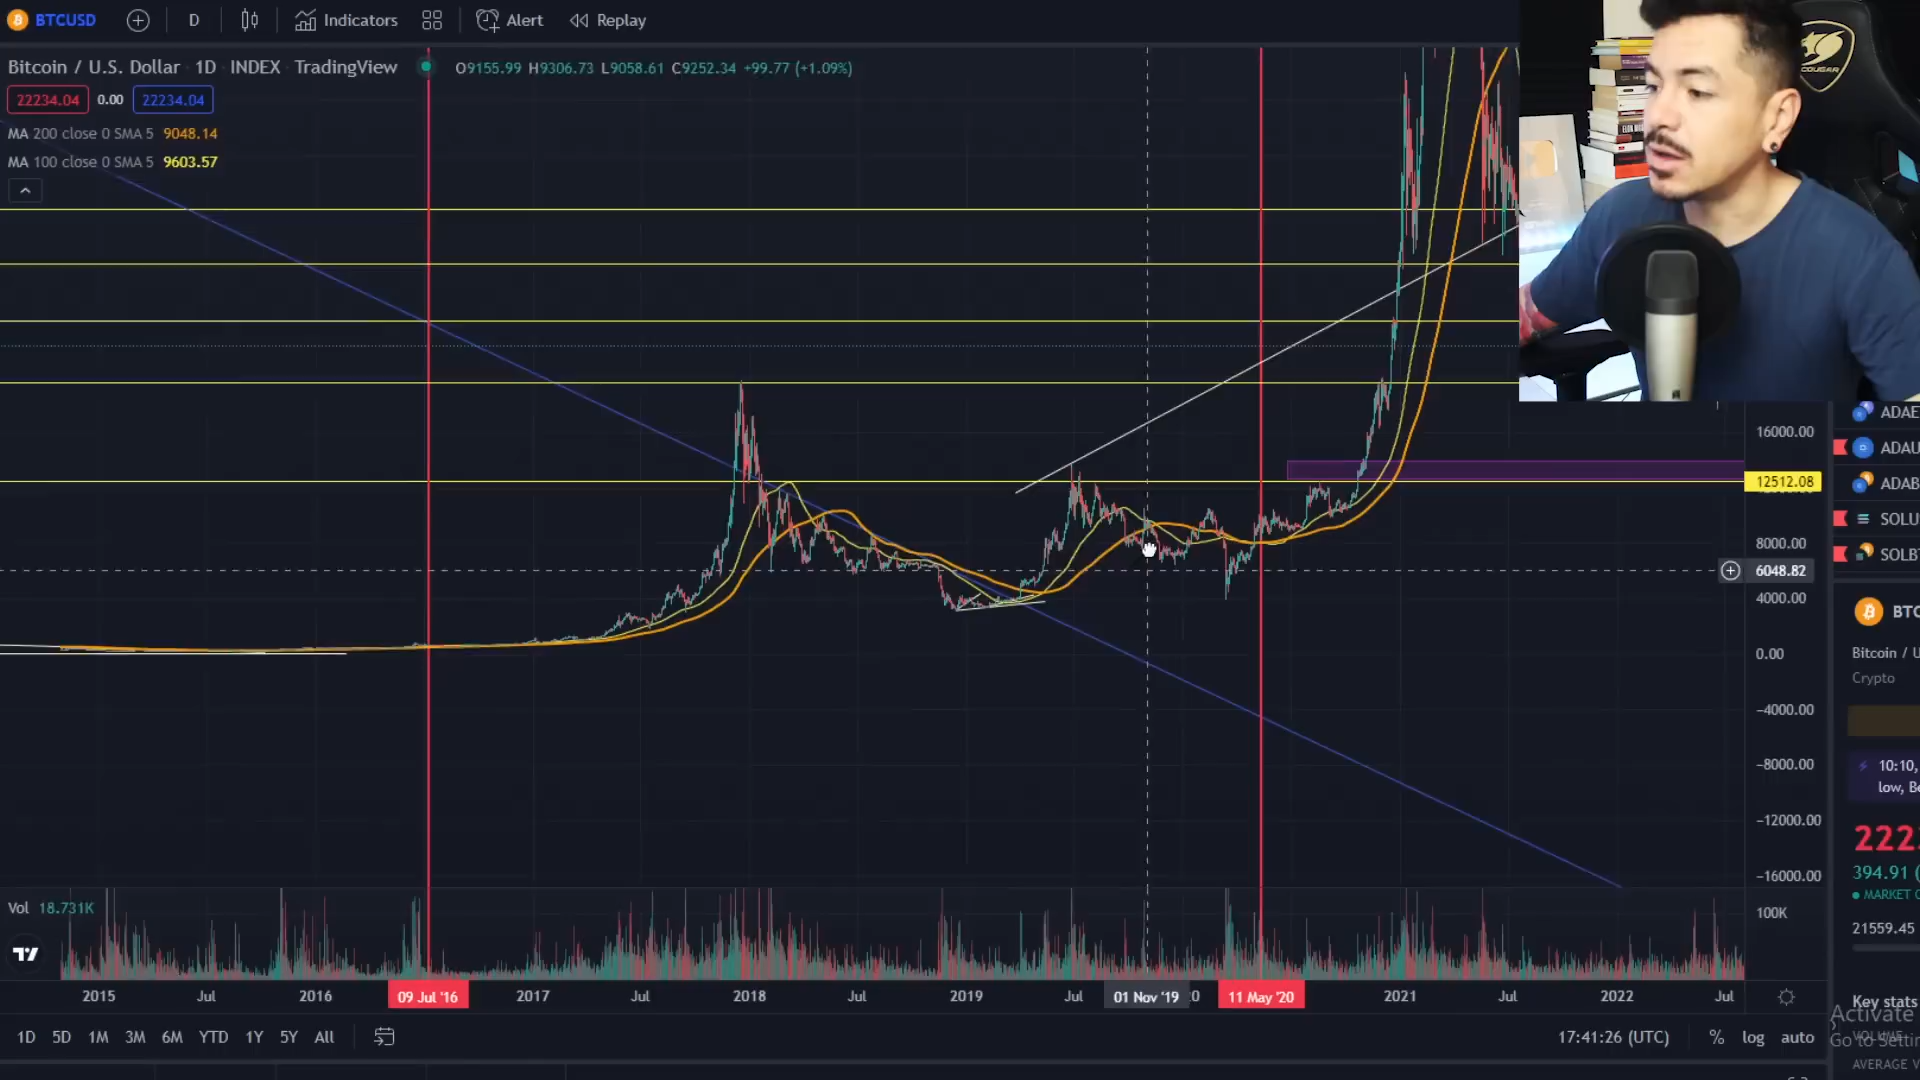 BTCUSD D Indicators Alert Replay
Bitcoin / U.S. Dollar 1D INDEX TradingView O9155.99 H9306.73 L9058.61 C9252.34 +99.77 (+1.09%)
22234.04 0.00 22234.04
MA 200 close 0 SMA 5 9048.14
MA 100 close 0 SMA 5 9603.57
COUGAR
16000.00
12512.08
8000.00
6048.82
4000.00
0.00
−4000.00
−8000.00
−12000.00
−16000.00
ADAE
ADAU
ADAB
SOLU
SOLB
BTC
Bitcoin / U
Crypto
10:10,
low, Be
222
394.91 (
MARKET C
21559.45
Vol 18.731K
100K
2015 Jul 2016 09 Jul '16 2017 Jul 2018 Jul 2019 Jul 01 Nov '19 11 May '20 2021 Jul 2022 Jul
Key stats
Activate
Go to Settin
VOLUME
AVERAGE V
1D 5D 1M 3M 6M YTD 1Y 5Y All 17:41:26 (UTC) % log auto